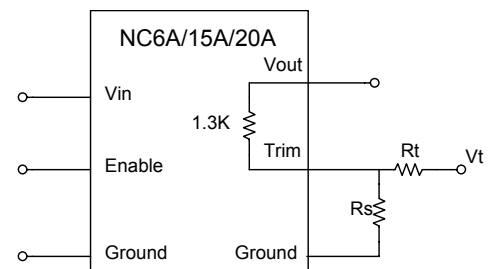 NC6A/15A/20A
Vout
Vin
1.3K
Trim
Rt
Vt
Enable
Rs
Ground
Ground